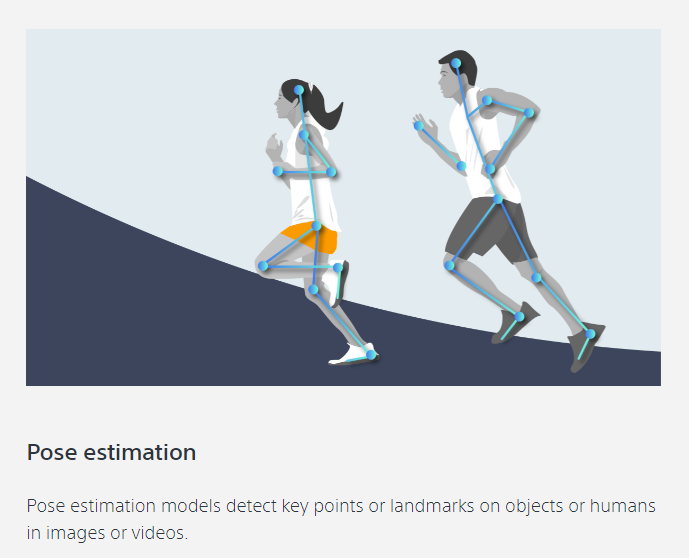 Pose estimation
Pose estimation models detect key points or landmarks on objects or humans
in images or videos.